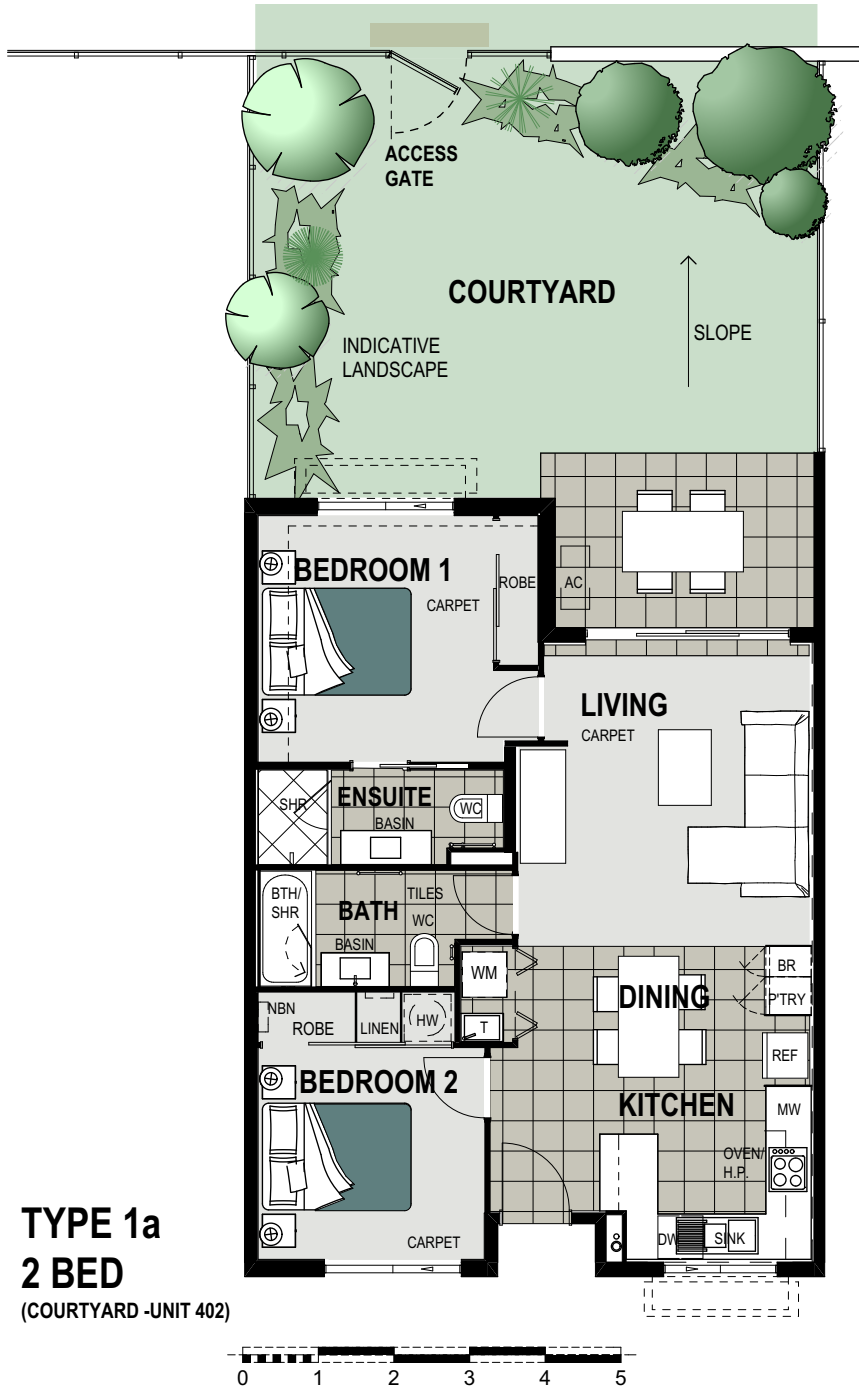 ACCESS
GATE
COURTYARD
SLOPE
INDICATIVE
LANDSCAPE
BEDROOM 1
CARPET
ROBE
AC
LIVING
CARPET
SHR
ENSUITE
WC
BASIN
BTH/
SHR
TILES
BATH
WC
BASIN
WM
T
BR
P'TRY
DINING
REF
NBN
ROBE
LINEN
HW
BEDROOM 2
CARPET
KITCHEN
MW
OVEN/
H.P.
DW
SINK
TYPE 1a
2 BED
(COURTYARD -UNIT 402)
0 1 2 3 4 5